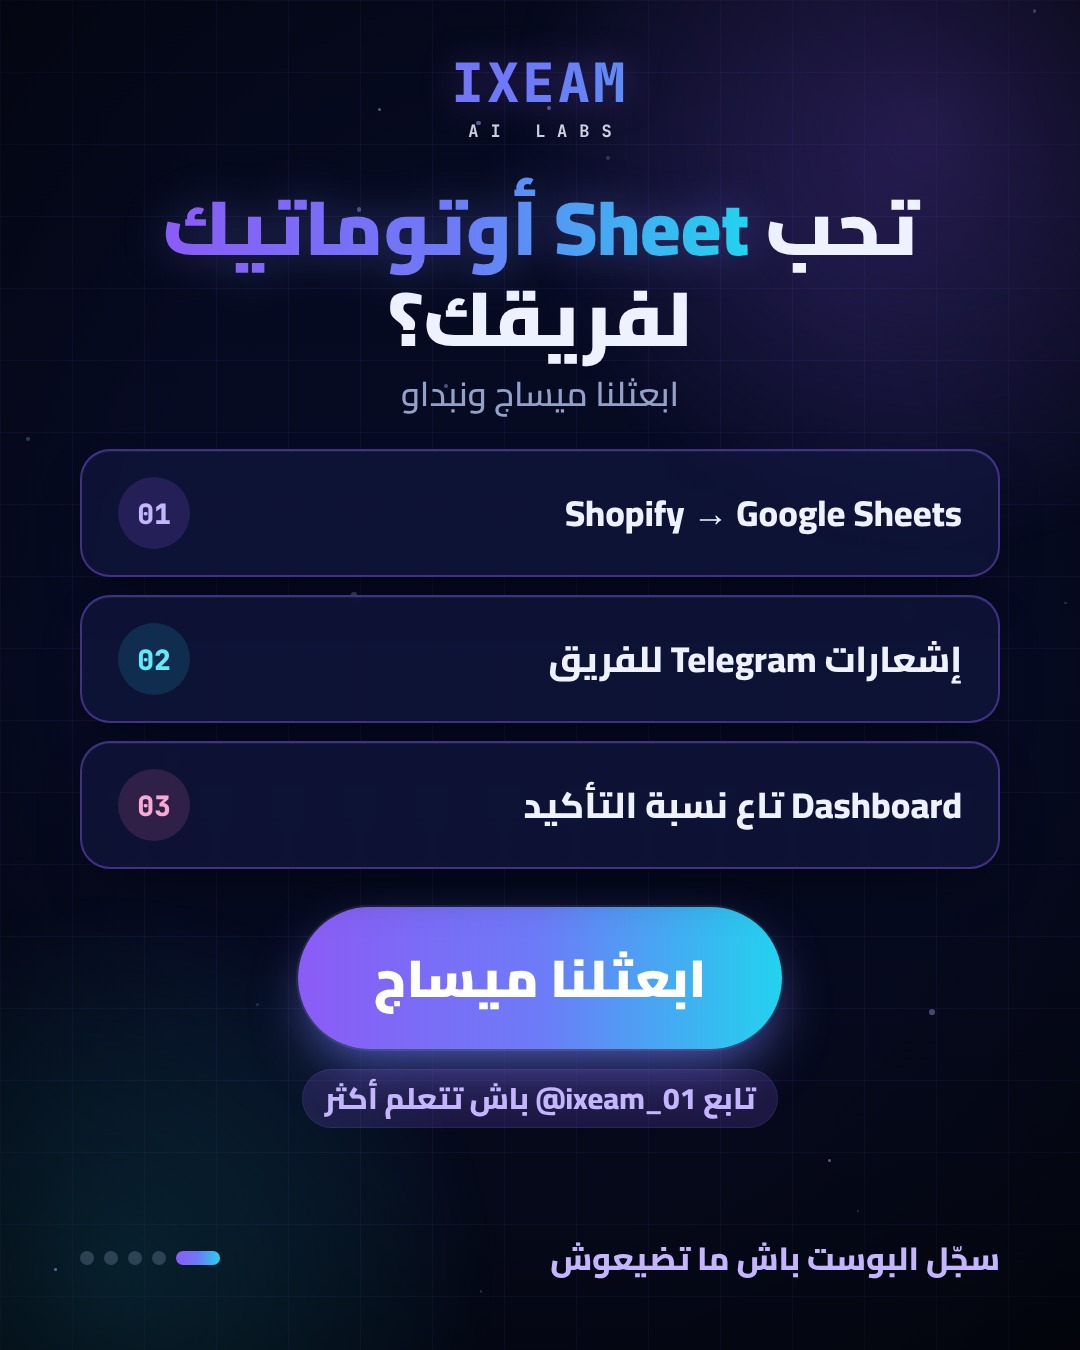 IXEAM
AI LABS
تحب Sheet أوتوماتيك
لفريقك؟
ابعثلنا ميساج ونبداو
Shopify → Google Sheets
01
إشعارات Telegram للفريق
02
Dashboard تاع نسبة التأكيد
03
ابعثلنا ميساج
تابع @ixeam_01 باش تتعلم أكثر
سجّل البوست باش ما تضيعوش